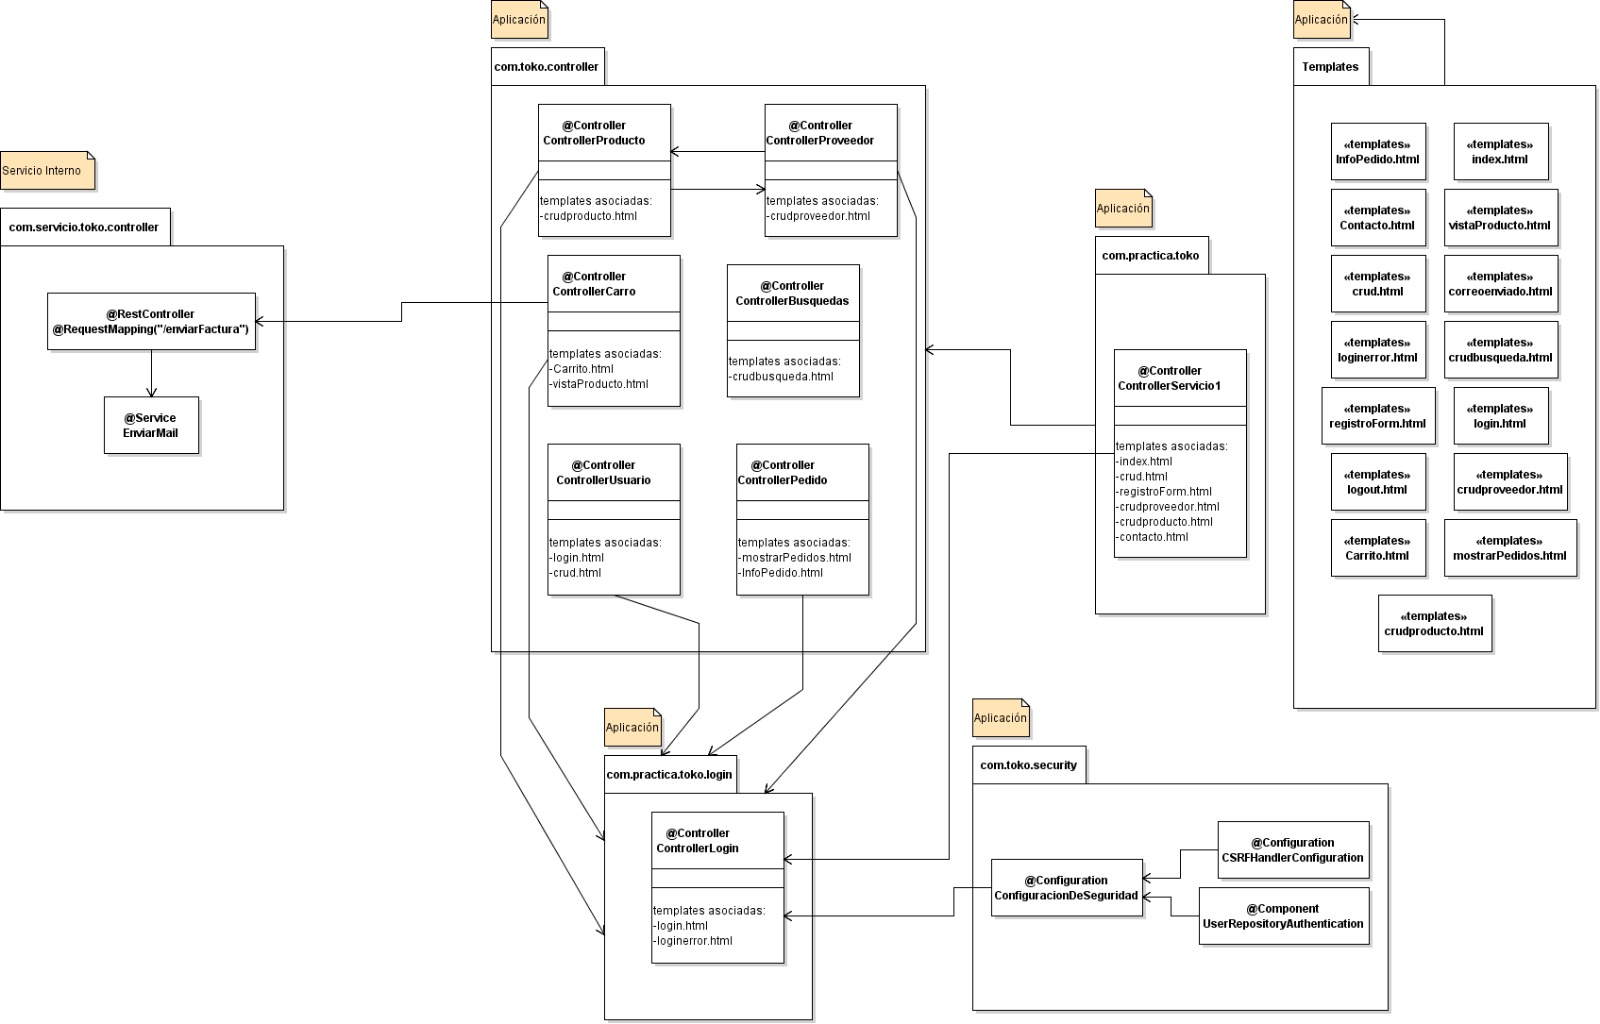 Servicio Interno
com.servicio.toko.controller
@RestController
@RequestMapping("/enviarFactura")
@Service
EnviarMail
Aplicación
com.toko.controller
@Controller
ControllerProducto
templates asociadas:
-crudproducto.html
@Controller
ControllerProveedor
templates asociadas:
-crudproveedor.html
@Controller
ControllerCarro
templates asociadas:
-Carrito.html
-vistaProducto.html
@Controller
ControllerBusquedas
templates asociadas:
-crudbusqueda.html
@Controller
ControllerUsuario
templates asociadas:
-login.html
-crud.html
@Controller
ControllerPedido
templates asociadas:
-mostrarPedidos.html
-InfoPedido.html
Aplicación
com.practica.toko.login
@Controller
ControllerLogin
templates asociadas:
-login.html
-loginerror.html
Aplicación
com.practica.toko
@Controller
ControllerServicio1
templates asociadas:
-index.html
-crud.html
-registroForm.html
-crudproveedor.html
-crudproducto.html
-contacto.html
Aplicación
com.toko.security
@Configuration
ConfiguracionDeSeguridad
@Configuration
CSRFHandlerConfiguration
@Component
UserRepositoryAuthentication
Aplicación
Templates
«templates»
InfoPedido.html
«templates»
index.html
«templates»
Contacto.html
«templates»
vistaProducto.html
«templates»
crud.html
«templates»
correoenviado.html
«templates»
loginerror.html
«templates»
crudbusqueda.html
«templates»
registroForm.html
«templates»
login.html
«templates»
logout.html
«templates»
crudproveedor.html
«templates»
Carrito.html
«templates»
mostrarPedidos.html
«templates»
crudproducto.html